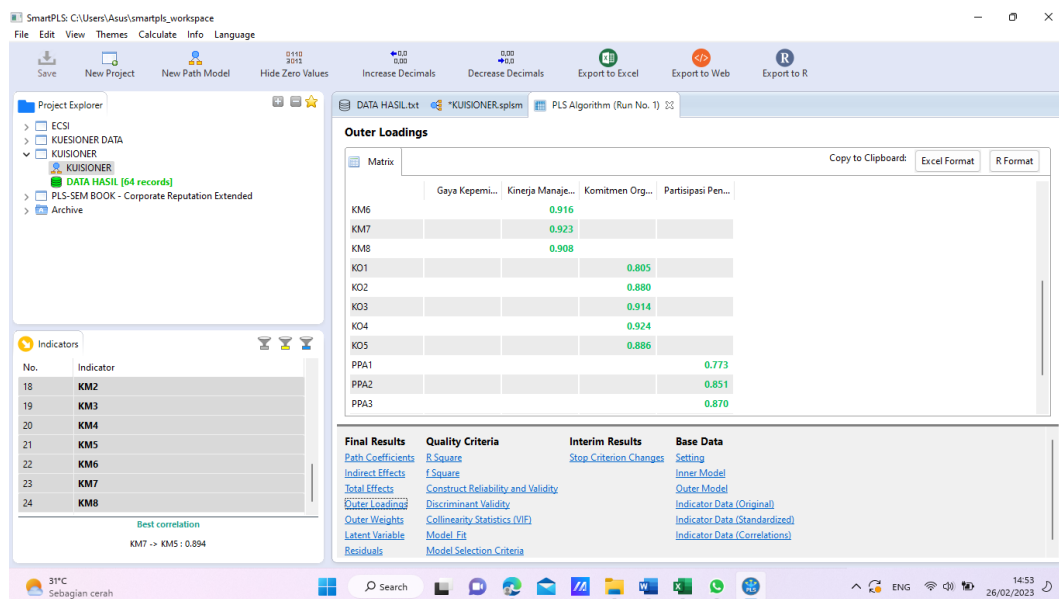 SmartPLS: C:\Users\Asus\smartpls_workspace
File Edit View Themes Calculate Info Language
Save New Project New Path Model Hide Zero Values Increase Decimals Decrease Decimals Export to Excel Export to Web Export to R
Project Explorer
ECSI
KUESIONER DATA
KUISIONER
KUISIONER
DATA HASIL [64 records]
PLS-SEM BOOK - Corporate Reputation Extended
Archive
Indicators
No. Indicator
18 KM2
19 KM3
20 KM4
21 KM5
22 KM6
23 KM7
24 KM8
Best correlation
KM7 -> KM5 : 0.894
DATA HASIL.txt *KUISIONER.splsm PLS Algorithm (Run No. 1)
Outer Loadings
Matrix Copy to Clipboard: Excel Format R Format
Gaya Kepemi... Kinerja Manaje... Komitmen Org... Partisipasi Pen...
KM6 0.916
KM7 0.923
KM8 0.908
KO1 0.805
KO2 0.880
KO3 0.914
KO4 0.924
KO5 0.886
PPA1 0.773
PPA2 0.851
PPA3 0.870
Final Results Quality Criteria Interim Results Base Data
Path Coefficients R Square Stop Criterion Changes Setting
Indirect Effects f Square Inner Model
Total Effects Construct Reliability and Validity Outer Model
Outer Loadings Discriminant Validity Indicator Data (Original)
Outer Weights Collinearity Statistics (VIF) Indicator Data (Standardized)
Latent Variable Model Fit Indicator Data (Correlations)
Residuals Model Selection Criteria
31°C
Sebagian cerah
Search
ENG
14:53
26/02/2023